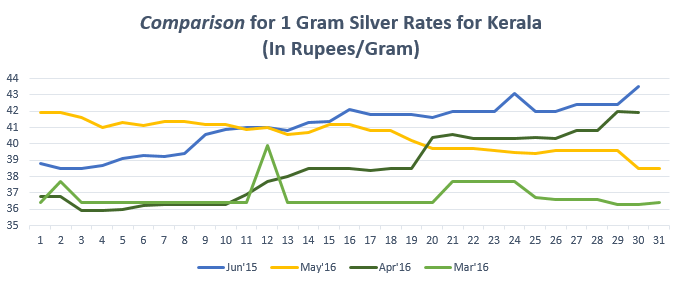 Comparison for 1 Gram Silver Rates for Kerala
(In Rupees/Gram)
44
43
42
41
40
39
38
37
36
35
1 2 3 4 5 6 7 8 9 10 11 12 13 14 15 16 17 18 19 20 21 22 23 24 25 26 27 28 29 30 31
Jun'15 May'16 Apr'16 Mar'16